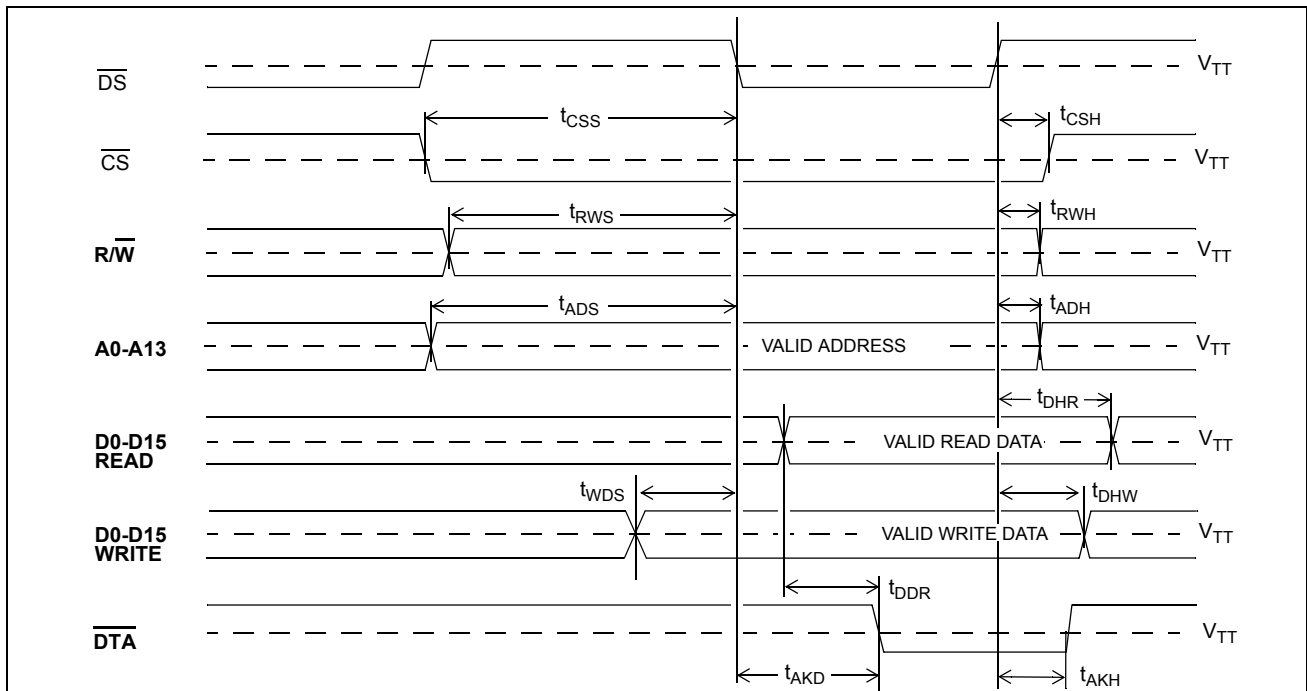 DS
VTT
tCSS
tCSH
CS
VTT
tRWS
tRWH
R/W
VTT
tADS
tADH
A0-A13
VALID ADDRESS
VTT
tDHR
D0-D15
READ
VALID READ DATA
VTT
tWDS
tDHW
D0-D15
WRITE
VALID WRITE DATA
VTT
tDDR
DTA
VTT
tAKD
tAKH